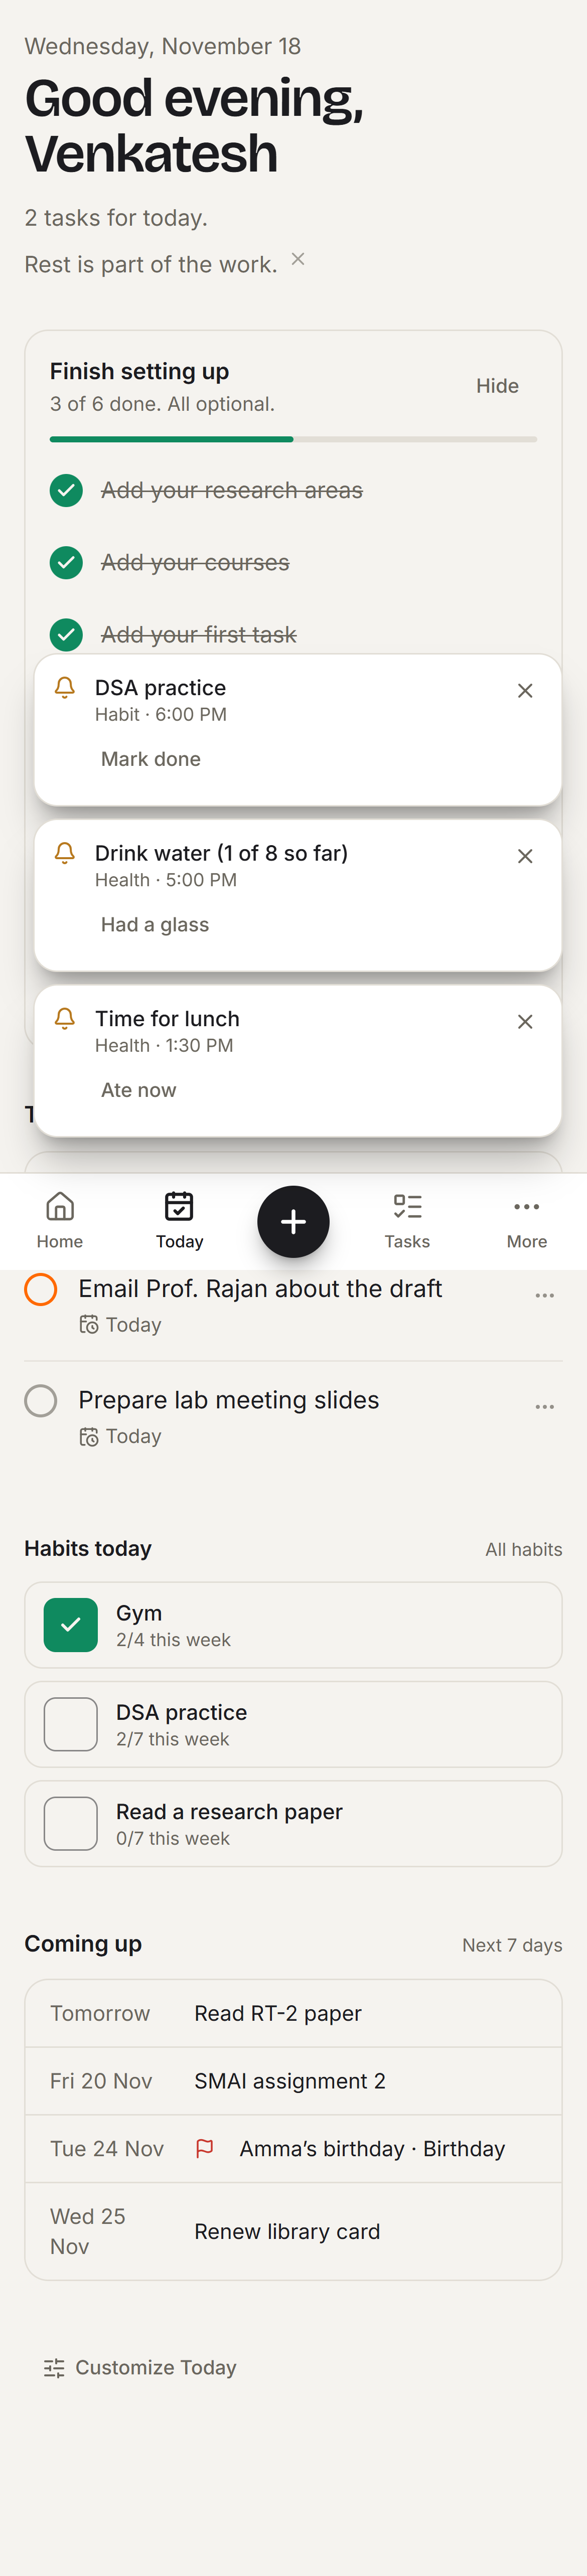 Wednesday, November 18
Good evening,
Venkatesh
2 tasks for today.
Rest is part of the work.
Finish setting up
Hide
3 of 6 done. All optional.
Add your research areas
Add your courses
Add your first task
DSA practice
Habit · 6:00 PM
Mark done
Drink water (1 of 8 so far)
Health · 5:00 PM
Had a glass
Time for lunch
Health · 1:30 PM
Ate now
Home
Today
Tasks
More
Email Prof. Rajan about the draft
Today
Prepare lab meeting slides
Today
Habits today
All habits
Gym
2/4 this week
DSA practice
2/7 this week
Read a research paper
0/7 this week
Coming up
Next 7 days
Tomorrow
Read RT-2 paper
Fri 20 Nov
SMAI assignment 2
Tue 24 Nov
Amma’s birthday · Birthday
Wed 25
Nov
Renew library card
Customize Today